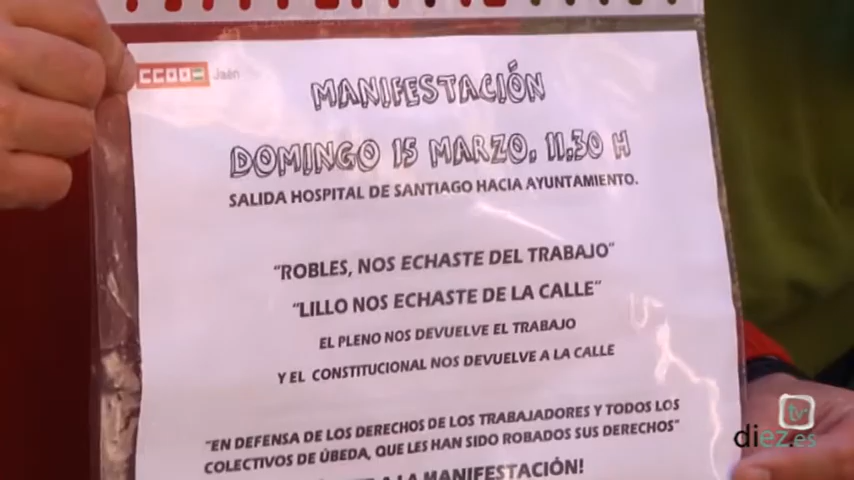 CCOO Jaén
MANIFESTACIÓN
DOMINGO 15 MARZO, 11.30 H
SALIDA HOSPITAL DE SANTIAGO HACIA AYUNTAMIENTO.
"ROBLES, NOS ECHASTE DEL TRABAJO"
"LILLO NOS ECHASTE DE LA CALLE"
EL PLENO NOS DEVUELVE EL TRABAJO
Y EL CONSTITUCIONAL NOS DEVUELVE A LA CALLE
"EN DEFENSA DE LOS DERECHOS DE LOS TRABAJADORES Y TODOS LOS
COLECTIVOS DE ÚBEDA, QUE LES HAN SIDO ROBADOS SUS DERECHOS"
A LA MANIFESTACIÓN!
tv
diez.es